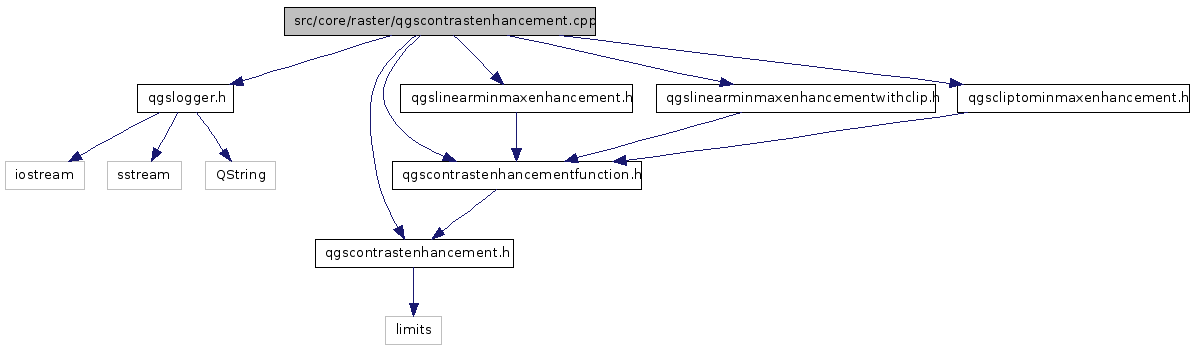 src/core/raster/qgscontrastenhancement.cpp
qgslogger.h
qgslinearminmaxenhancement.h
qgslinearminmaxenhancementwithclip.h
qgscliptominmaxenhancement.h
iostream
sstream
QString
qgscontrastenhancementfunction.h
qgscontrastenhancement.h
limits